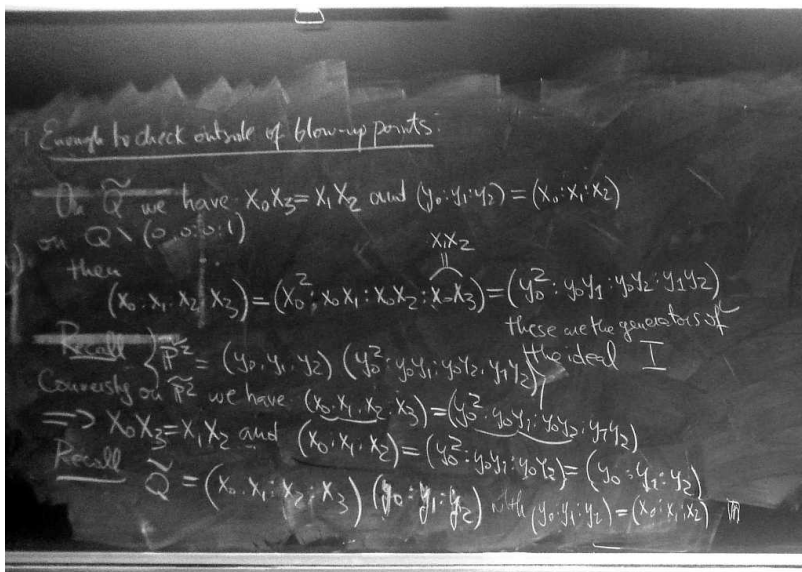 Enough to check outside of blow-up points:
On Q̃ we have x₀x₃=x₁x₂ and (y₀:y₁:y₂)=(x₀:x₁:x₂)
on Q∖(0:0:0:1)
then
x₁x₂
(x₀:x₁:x₂:x₃)=(x₀²:x₀x₁:x₀x₂:x₀x₃)=(y₀²:y₀y₁:y₀y₂:y₁y₂)
these are the generators of
the ideal I
Recall P̃²=(y₀,y₁,y₂)(y₀²:y₀y₁:y₀y₂,y₁y₂)
Conversly on P̃² we have (x₀:x₁,x₂:x₃)=(y₀²:y₀y₁:y₀y₂,y₁y₂)
⟹ x₀x₃=x₁x₂ and (x₀:x₁:x₂)=(y₀²:y₀y₁:y₀y₂)=(y₀:y₁:y₂)
Recall Q̃=(x₀:x₁:x₂:x₃)(y₀:y₁:y₂) with (y₀:y₁:y₂)=(x₀:x₁:x₂)